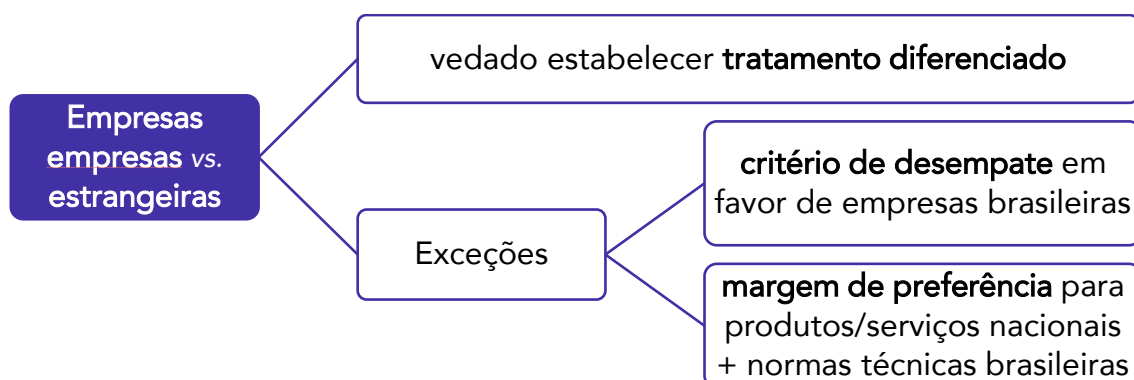 Empresas
empresas vs.
estrangeiras
vedado estabelecer tratamento diferenciado
Exceções
critério de desempate em
favor de empresas brasileiras
margem de preferência para
produtos/serviços nacionais
+ normas técnicas brasileiras